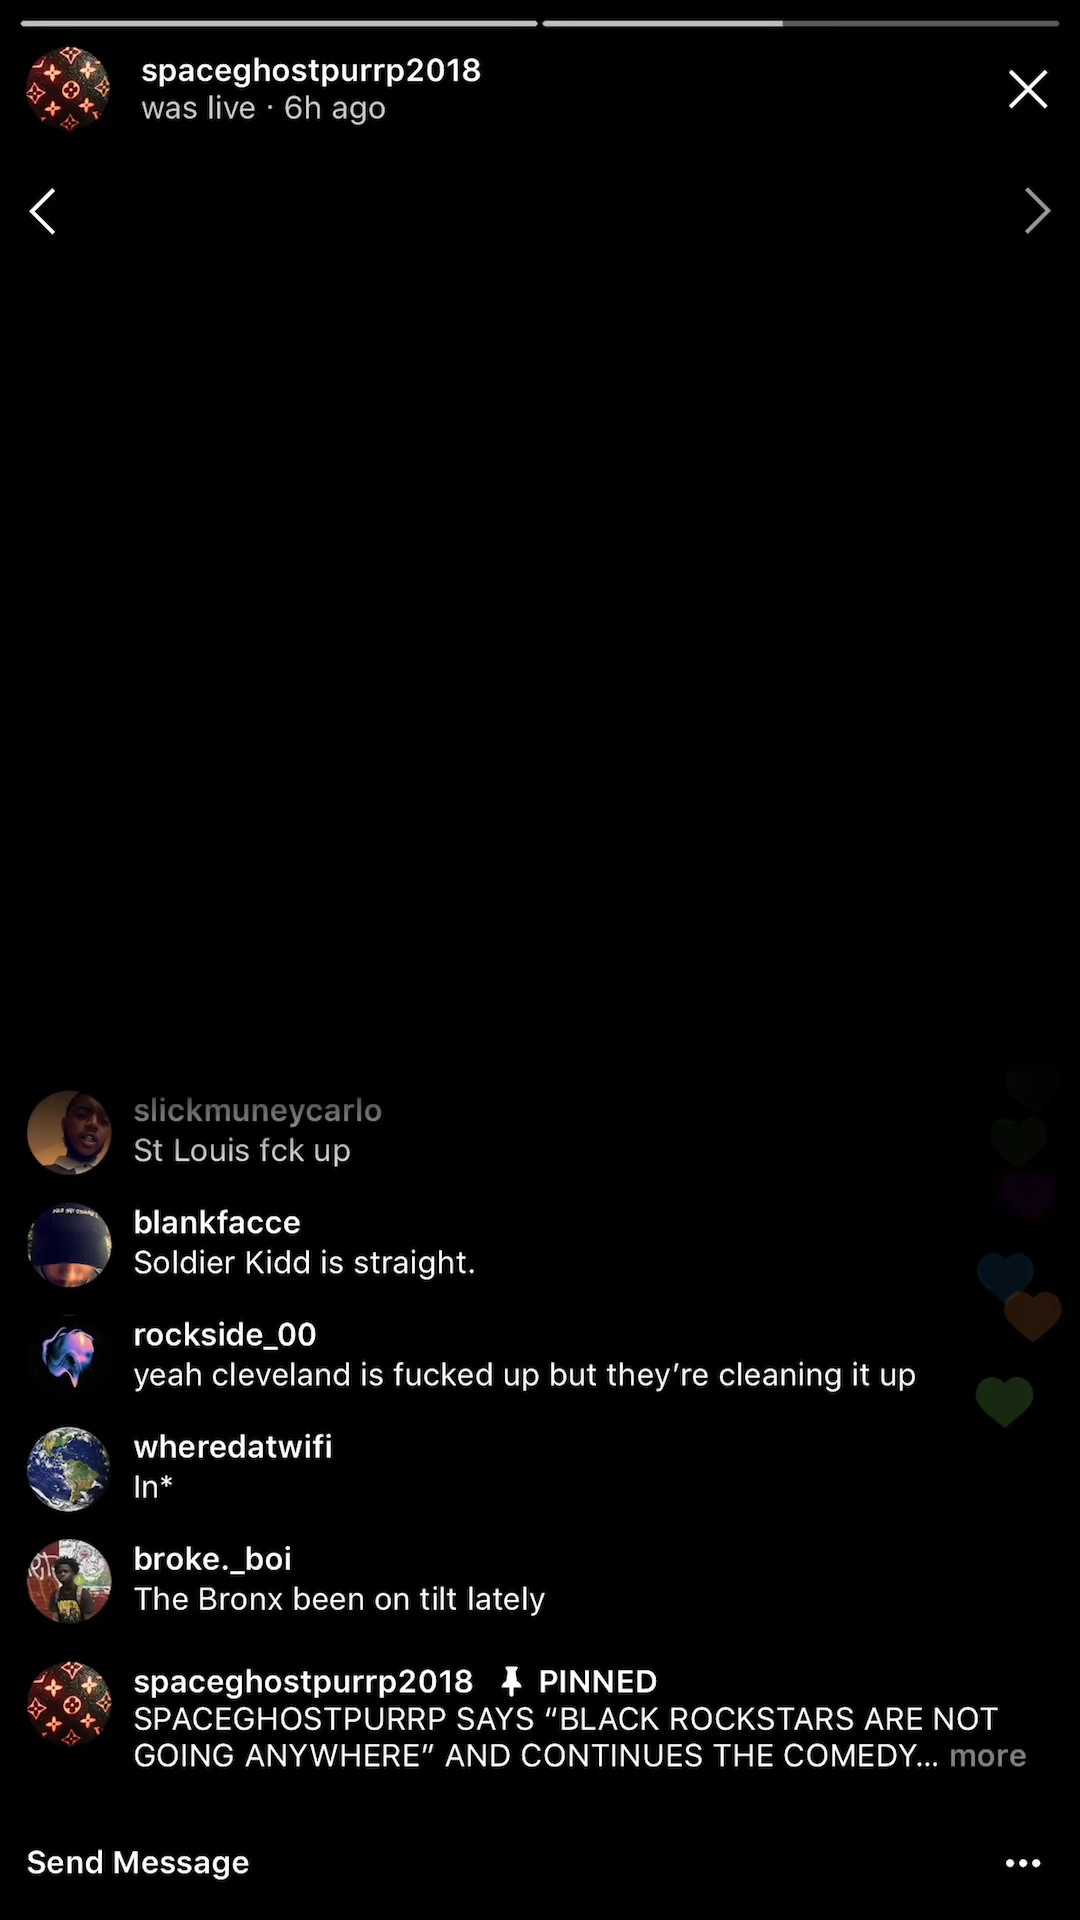 spaceghostpurrp2018
was live · 6h ago
slickmuneycarlo
St Louis fck up
blankfacce
Soldier Kidd is straight.
rockside_00
yeah cleveland is fucked up but they’re cleaning it up
wheredatwifi
In*
broke._boi
The Bronx been on tilt lately
spaceghostpurrp2018 PINNED
SPACEGHOSTPURRP SAYS “BLACK ROCKSTARS ARE NOT
GOING ANYWHERE” AND CONTINUES THE COMEDY... more
Send Message